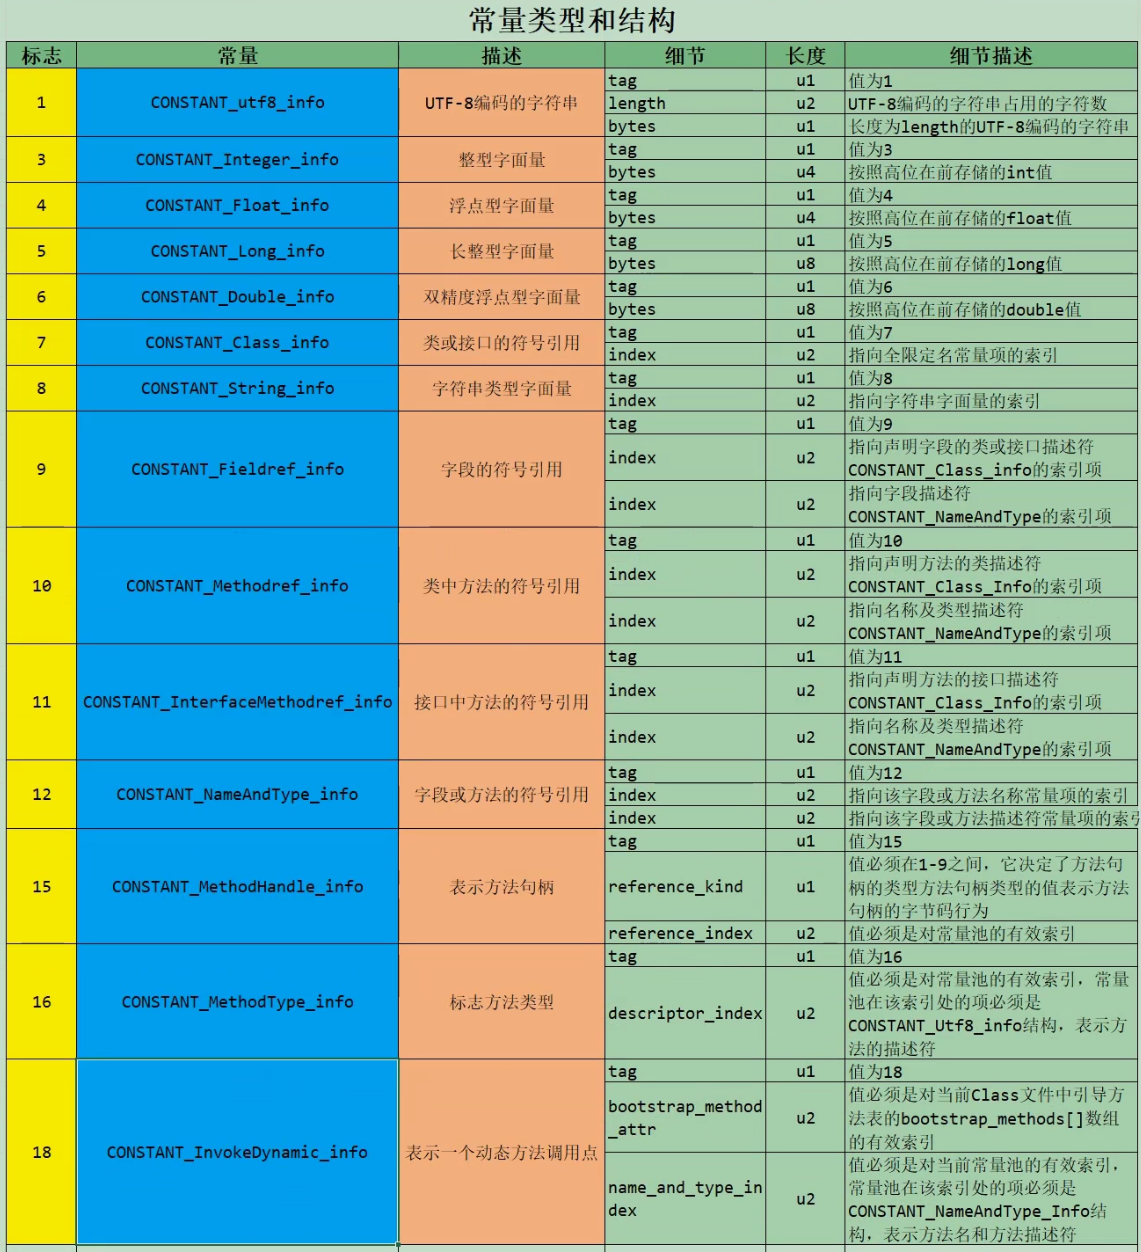 常量类型和结构
标志 常量 描述 细节 长度 细节描述
1 CONSTANT_utf8_info UTF-8编码的字符串
tag u1 值为1
length u2 UTF-8编码的字符串占用的字符数
bytes u1 长度为length的UTF-8编码的字符串
3 CONSTANT_Integer_info 整型字面量
tag u1 值为3
bytes u4 按照高位在前存储的int值
4 CONSTANT_Float_info 浮点型字面量
tag u1 值为4
bytes u4 按照高位在前存储的float值
5 CONSTANT_Long_info 长整型字面量
tag u1 值为5
bytes u8 按照高位在前存储的long值
6 CONSTANT_Double_info 双精度浮点型字面量
tag u1 值为6
bytes u8 按照高位在前存储的double值
7 CONSTANT_Class_info 类或接口的符号引用
tag u1 值为7
index u2 指向全限定名常量项的索引
8 CONSTANT_String_info 字符串类型字面量
tag u1 值为8
index u2 指向字符串字面量的索引
9 CONSTANT_Fieldref_info 字段的符号引用
tag u1 值为9
index u2 指向声明字段的类或接口描述符
CONSTANT_Class_info的索引项
index u2 指向字段描述符
CONSTANT_NameAndType的索引项
10 CONSTANT_Methodref_info 类中方法的符号引用
tag u1 值为10
index u2 指向声明方法的类描述符
CONSTANT_Class_Info的索引项
index u2 指向名称及类型描述符
CONSTANT_NameAndType的索引项
11 CONSTANT_InterfaceMethodref_info 接口中方法的符号引用
tag u1 值为11
index u2 指向声明方法的接口描述符
CONSTANT_Class_Info的索引项
index u2 指向名称及类型描述符
CONSTANT_NameAndType的索引项
12 CONSTANT_NameAndType_info 字段或方法的符号引用
tag u1 值为12
index u2 指向该字段或方法名称常量项的索引
index u2 指向该字段或方法描述符常量项的索引
15 CONSTANT_MethodHandle_info 表示方法句柄
tag u1 值为15
reference_kind u1 值必须在1-9之间，它决定了方法句
柄的类型方法句柄类型的值表示方法
句柄的字节码行为
reference_index u2 值必须是对常量池的有效索引
16 CONSTANT_MethodType_info 标志方法类型
tag u1 值为16
descriptor_index u2 值必须是对常量池的有效索引，常量
池在该索引处的项必须是
CONSTANT_Utf8_info结构，表示方
法的描述符
18 CONSTANT_InvokeDynamic_info 表示一个动态方法调用点
tag u1 值为18
bootstrap_method
_attr u2 值必须是对当前Class文件中引导方
法表的bootstrap_methods[]数组
的有效索引
name_and_type_in
dex u2 值必须是对当前常量池的有效索引，
常量池在该索引处的项必须是
CONSTANT_NameAndType_Info结
构，表示方法名和方法描述符